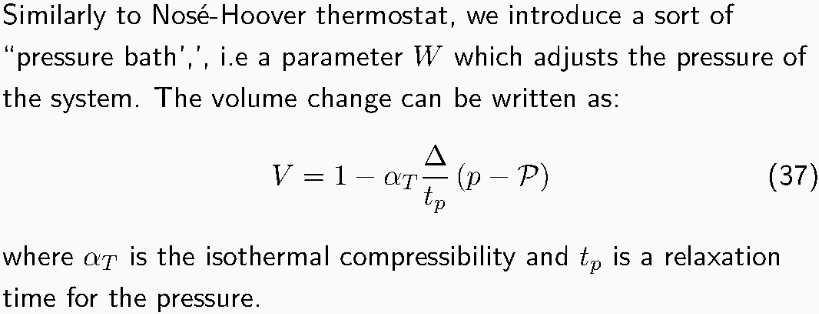 Similarly to Nosé-Hoover thermostat, we introduce a sort of
“pressure bath’,’, i.e a parameter W which adjusts the pressure of
the system. The volume change can be written as:
V = 1 − α_T \frac{Δ}{t_p} (p − 𝒫) (37)
where α_T is the isothermal compressibility and t_p is a relaxation
time for the pressure.